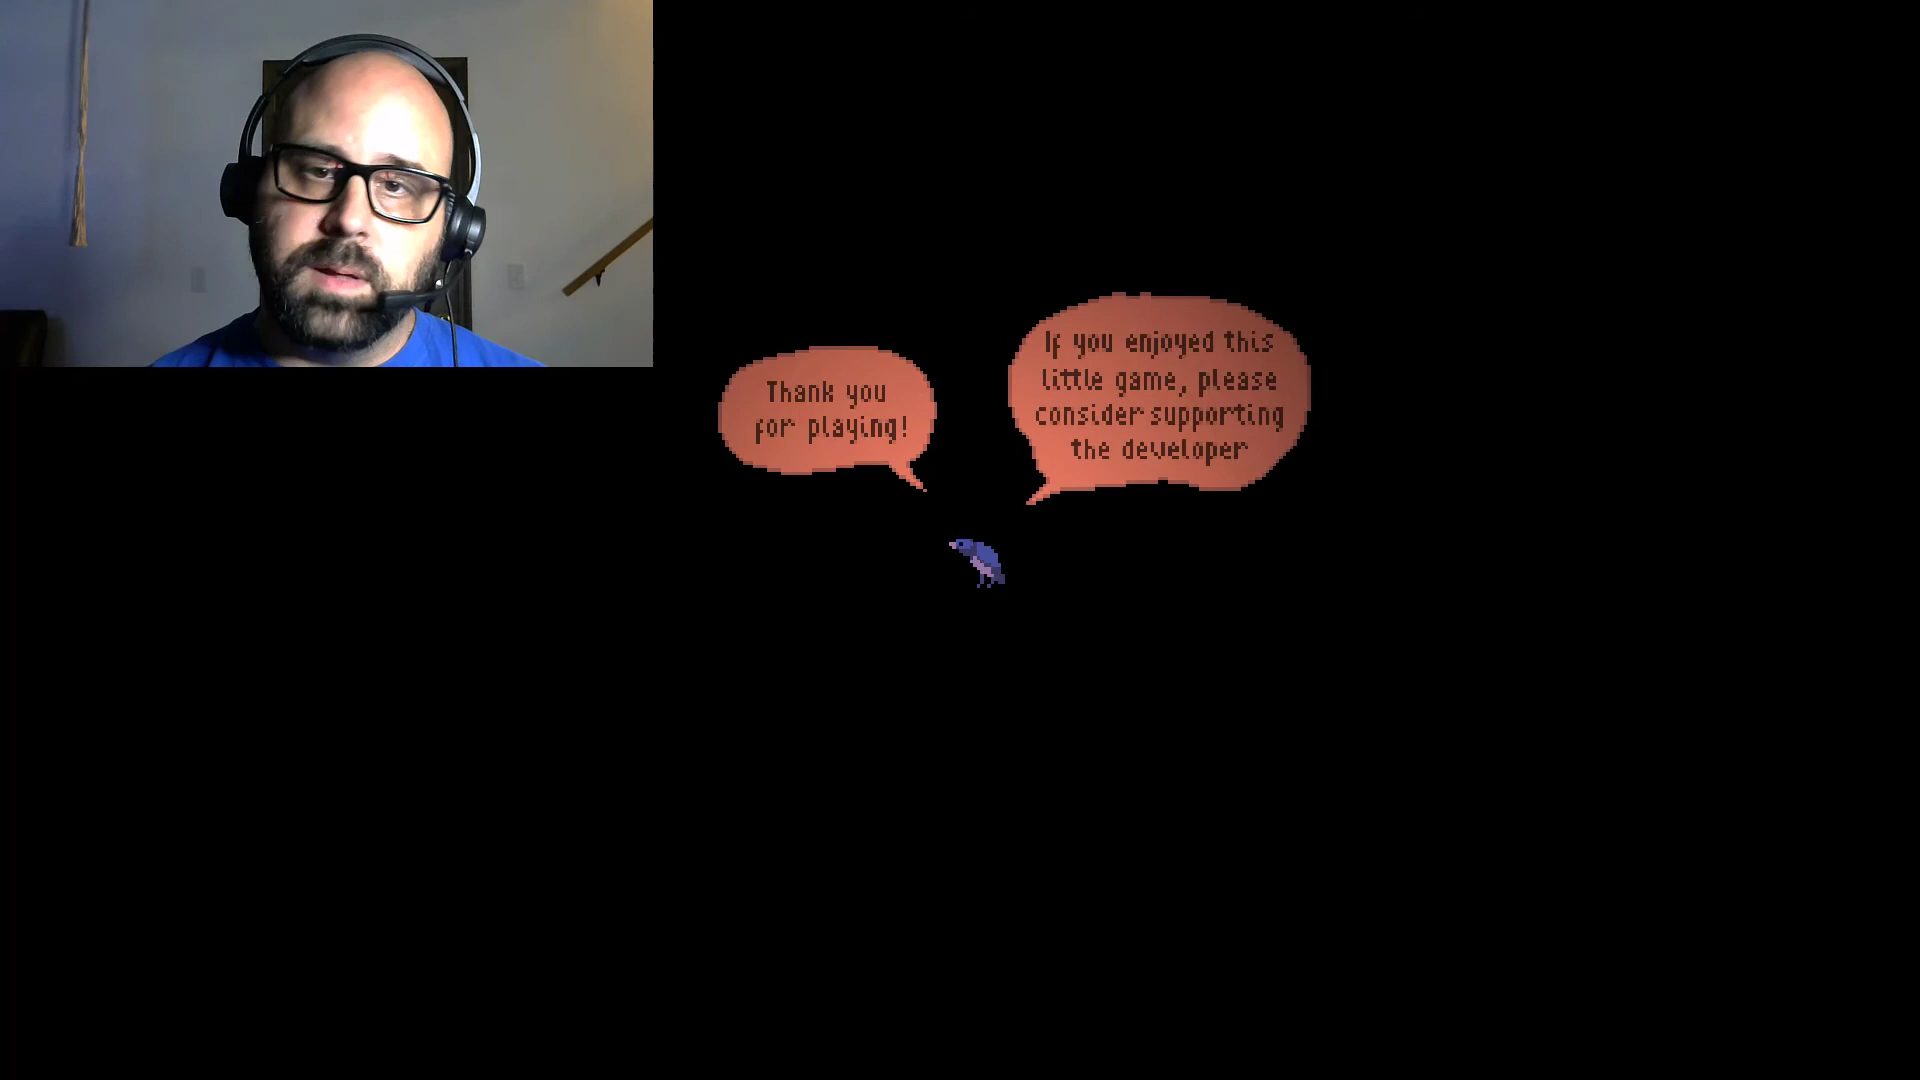 Thank you
for playing!
If you enjoyed this
little game, please
consider supporting
the developer